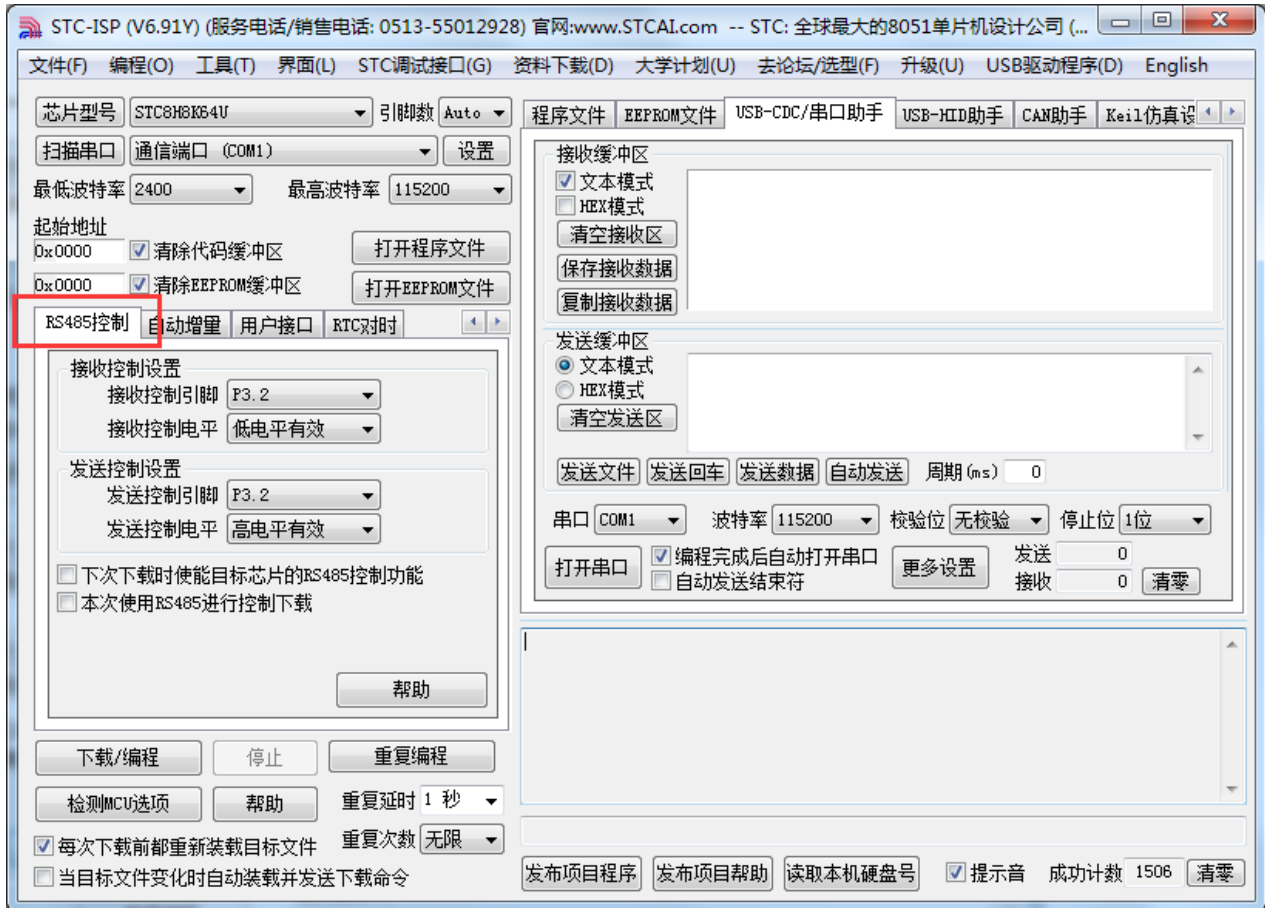 STC-ISP (V6.91Y) (服务电话/销售电话: 0513-55012928) 官网:www.STCAI.com -- STC: 全球最大的8051单片机设计公司 (...
文件(F) 编程(O) 工具(T) 界面(L) STC调试接口(G) 资料下载(D) 大学计划(U) 去论坛/选型(F) 升级(U) USB驱动程序(D) English
芯片型号 STC8H8K64U 引脚数 Auto
扫描串口 通信端口 (COM1) 设置
最低波特率 2400 最高波特率 115200
起始地址
0x0000 清除代码缓冲区 打开程序文件
0x0000 清除EEPROM缓冲区 打开EEPROM文件
RS485控制 自动增量 用户接口 RTC对时
接收控制设置
接收控制引脚 P3.2
接收控制电平 低电平有效
发送控制设置
发送控制引脚 P3.2
发送控制电平 高电平有效
下次下载时使能目标芯片的RS485控制功能
本次使用RS485进行控制下载
帮助
下载/编程 停止 重复编程
检测MCU选项 帮助 重复延时 1 秒
每次下载前都重新装载目标文件 重复次数 无限
当目标文件变化时自动装载并发送下载命令
程序文件 EEPROM文件 USB-CDC/串口助手 USB-HID助手 CAN助手 Keil仿真设
接收缓冲区
文本模式
HEX模式
清空接收区
保存接收数据
复制接收数据
发送缓冲区
文本模式
HEX模式
清空发送区
发送文件 发送回车 发送数据 自动发送 周期(ms) 0
串口 COM1 波特率 115200 校验位 无校验 停止位 1位
打开串口 编程完成后自动打开串口 更多设置 发送 0
自动发送结束符 接收 0 清零
发布项目程序 发布项目帮助 读取本机硬盘号 提示音 成功计数 1506 清零